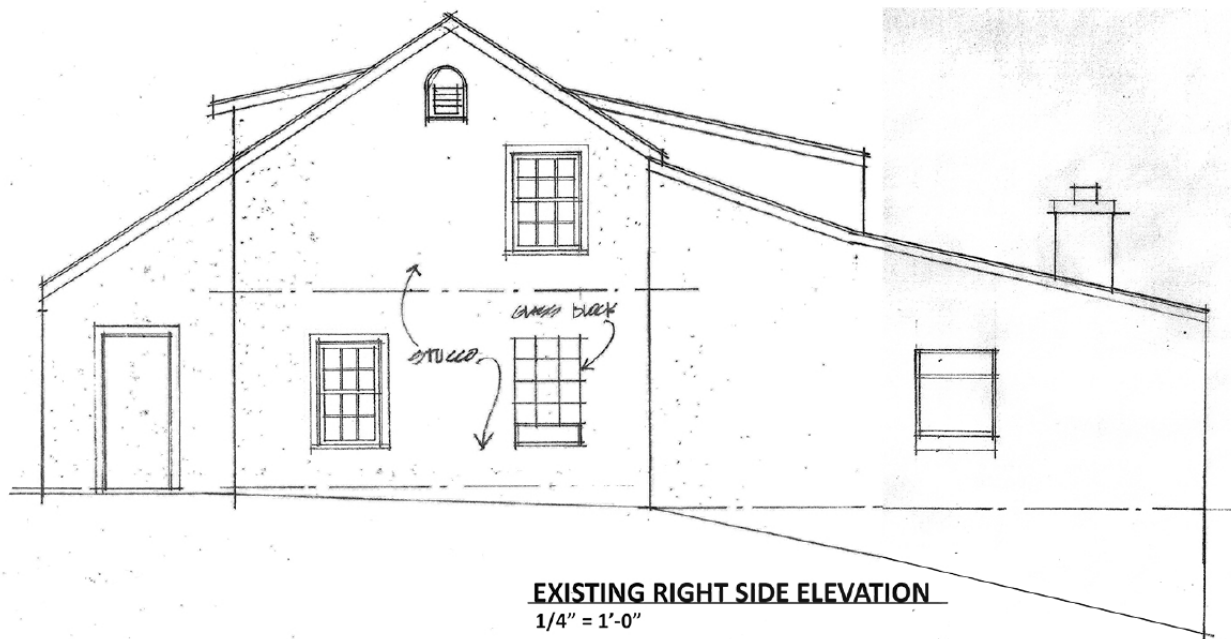 GLASS BLOCK
STUCCO
EXISTING RIGHT SIDE ELEVATION
1/4” = 1’-0”